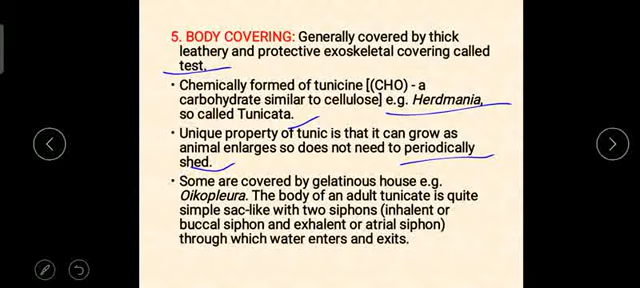 5. BODY COVERING: Generally covered by thick
leathery and protective exoskeletal covering called
test.
• Chemically formed of tunicine [(CHO) - a
carbohydrate similar to cellulose] e.g. Herdmania,
so called Tunicata.
• Unique property of tunic is that it can grow as
animal enlarges so does not need to periodically
shed.
• Some are covered by gelatinous house e.g.
Oikopleura. The body of an adult tunicate is quite
simple sac-like with two siphons (inhalent or
buccal siphon and exhalent or atrial siphon)
through which water enters and exits.